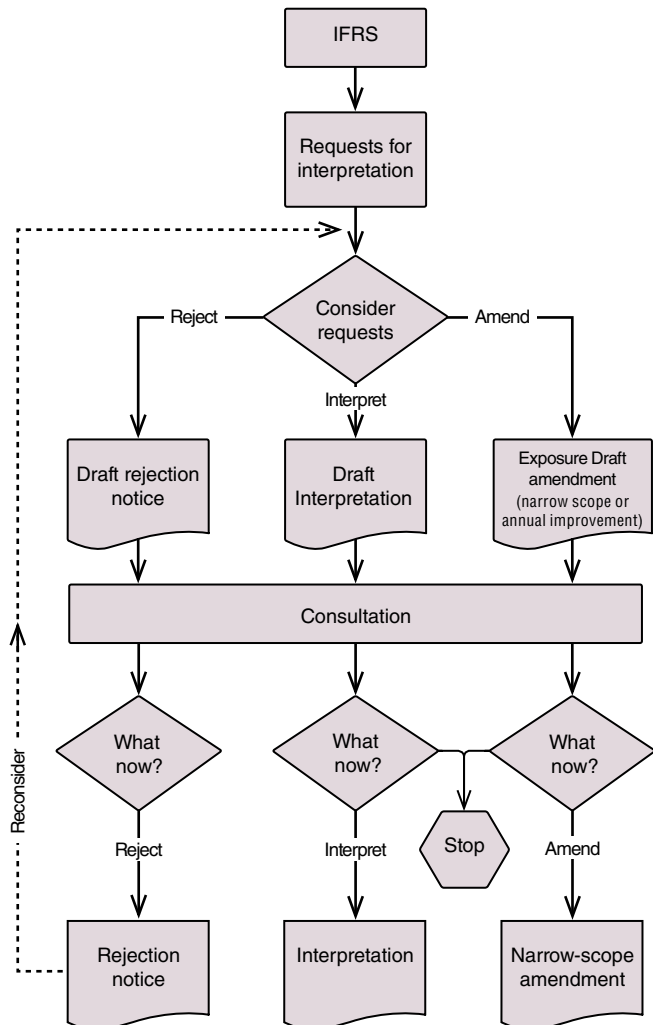 IFRS
Requests for
interpretation
Consider
requests
Reject
Amend
Interpret
Draft rejection
notice
Draft
Interpretation
Exposure Draft
amendment
(narrow scope or
annual improvement)
Consultation
What
now?
What
now?
What
now?
Reconsider
Stop
Reject
Interpret
Amend
Rejection
notice
Interpretation
Narrow-scope
amendment